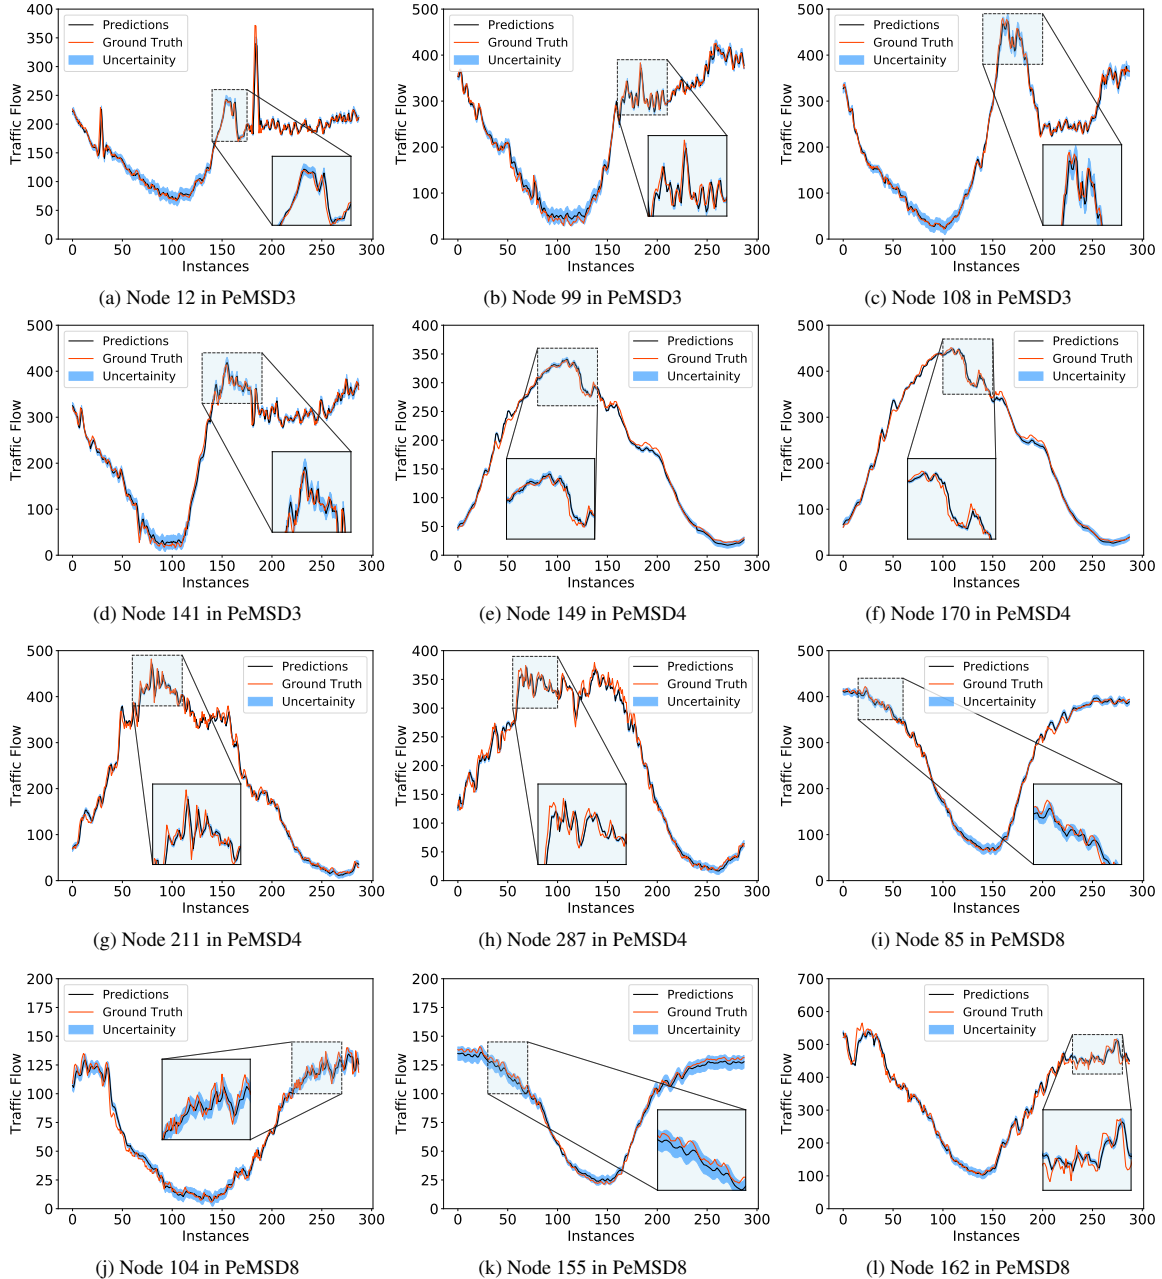 Predictions
Ground Truth
Uncertainity
Traffic Flow
400
350
300
250
200
150
100
50
0
0 50 100 150 200 250 300
Instances
(a) Node 12 in PeMSD3
Predictions
Ground Truth
Uncertainity
Traffic Flow
500
400
300
200
100
0
0 50 100 150 200 250 300
Instances
(b) Node 99 in PeMSD3
Predictions
Ground Truth
Uncertainity
Traffic Flow
500
400
300
200
100
0
0 50 100 150 200 250 300
Instances
(c) Node 108 in PeMSD3
Predictions
Ground Truth
Uncertainity
Traffic Flow
500
400
300
200
100
0
0 50 100 150 200 250 300
Instances
(d) Node 141 in PeMSD3
Predictions
Ground Truth
Uncertainity
Traffic Flow
400
350
300
250
200
150
100
50
0
0 50 100 150 200 250 300
Instances
(e) Node 149 in PeMSD4
Predictions
Ground Truth
Uncertainity
Traffic Flow
500
400
300
200
100
0
0 50 100 150 200 250 300
Instances
(f) Node 170 in PeMSD4
Predictions
Ground Truth
Uncertainity
Traffic Flow
500
400
300
200
100
0
0 50 100 150 200 250 300
Instances
(g) Node 211 in PeMSD4
Predictions
Ground Truth
Uncertainity
Traffic Flow
400
350
300
250
200
150
100
50
0
0 50 100 150 200 250 300
Instances
(h) Node 287 in PeMSD4
Predictions
Ground Truth
Uncertainity
Traffic Flow
500
400
300
200
100
0
0 50 100 150 200 250 300
Instances
(i) Node 85 in PeMSD8
Predictions
Ground Truth
Uncertainity
Traffic Flow
200
175
150
125
100
75
50
25
0
0 50 100 150 200 250 300
Instances
(j) Node 104 in PeMSD8
Predictions
Ground Truth
Uncertainity
Traffic Flow
200
175
150
125
100
75
50
25
0
0 50 100 150 200 250 300
Instances
(k) Node 155 in PeMSD8
Predictions
Ground Truth
Uncertainity
Traffic Flow
700
600
500
400
300
200
100
0
0 50 100 150 200 250 300
Instances
(l) Node 162 in PeMSD8